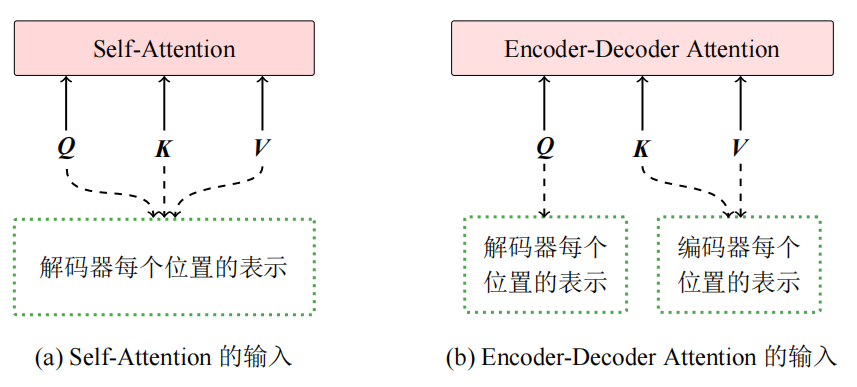 Self-Attention
Encoder-Decoder Attention
Q K V
Q K V
解码器每个位置的表示
解码器每个
位置的表示
编码器每个
位置的表示
(a) Self-Attention 的输入
(b) Encoder-Decoder Attention 的输入